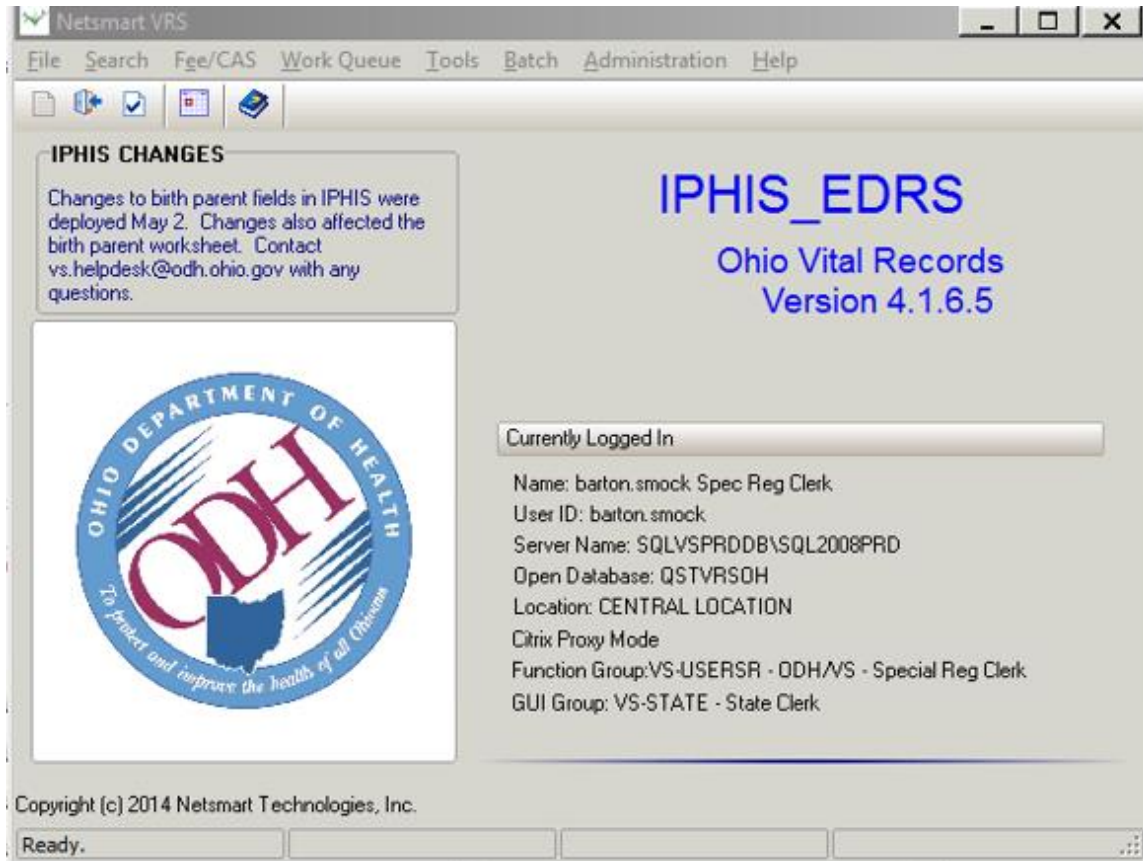 Netsmart VRS
File Search Fee/CAS Work Queue Tools Batch Administration Help
IPHIS CHANGES
Changes to birth parent fields in IPHIS were
deployed May 2. Changes also affected the
birth parent worksheet. Contact
vs.helpdesk@odh.ohio.gov with any
questions.
IPHIS_EDRS
Ohio Vital Records
Version 4.1.6.5
OHIO DEPARTMENT OF HEALTH
ODH
To protect and improve the health of all Ohioans
Currently Logged In
Name: barton.smock Spec Reg Clerk
User ID: barton.smock
Server Name: SQLVSPRDDB\SQL2008PRD
Open Database: QSTVRSOH
Location: CENTRAL LOCATION
Citrix Proxy Mode
Function Group:VS-USERSR - ODH/VS - Special Reg Clerk
GUI Group: VS-STATE - State Clerk
Copyright (c) 2014 Netsmart Technologies, Inc.
Ready.